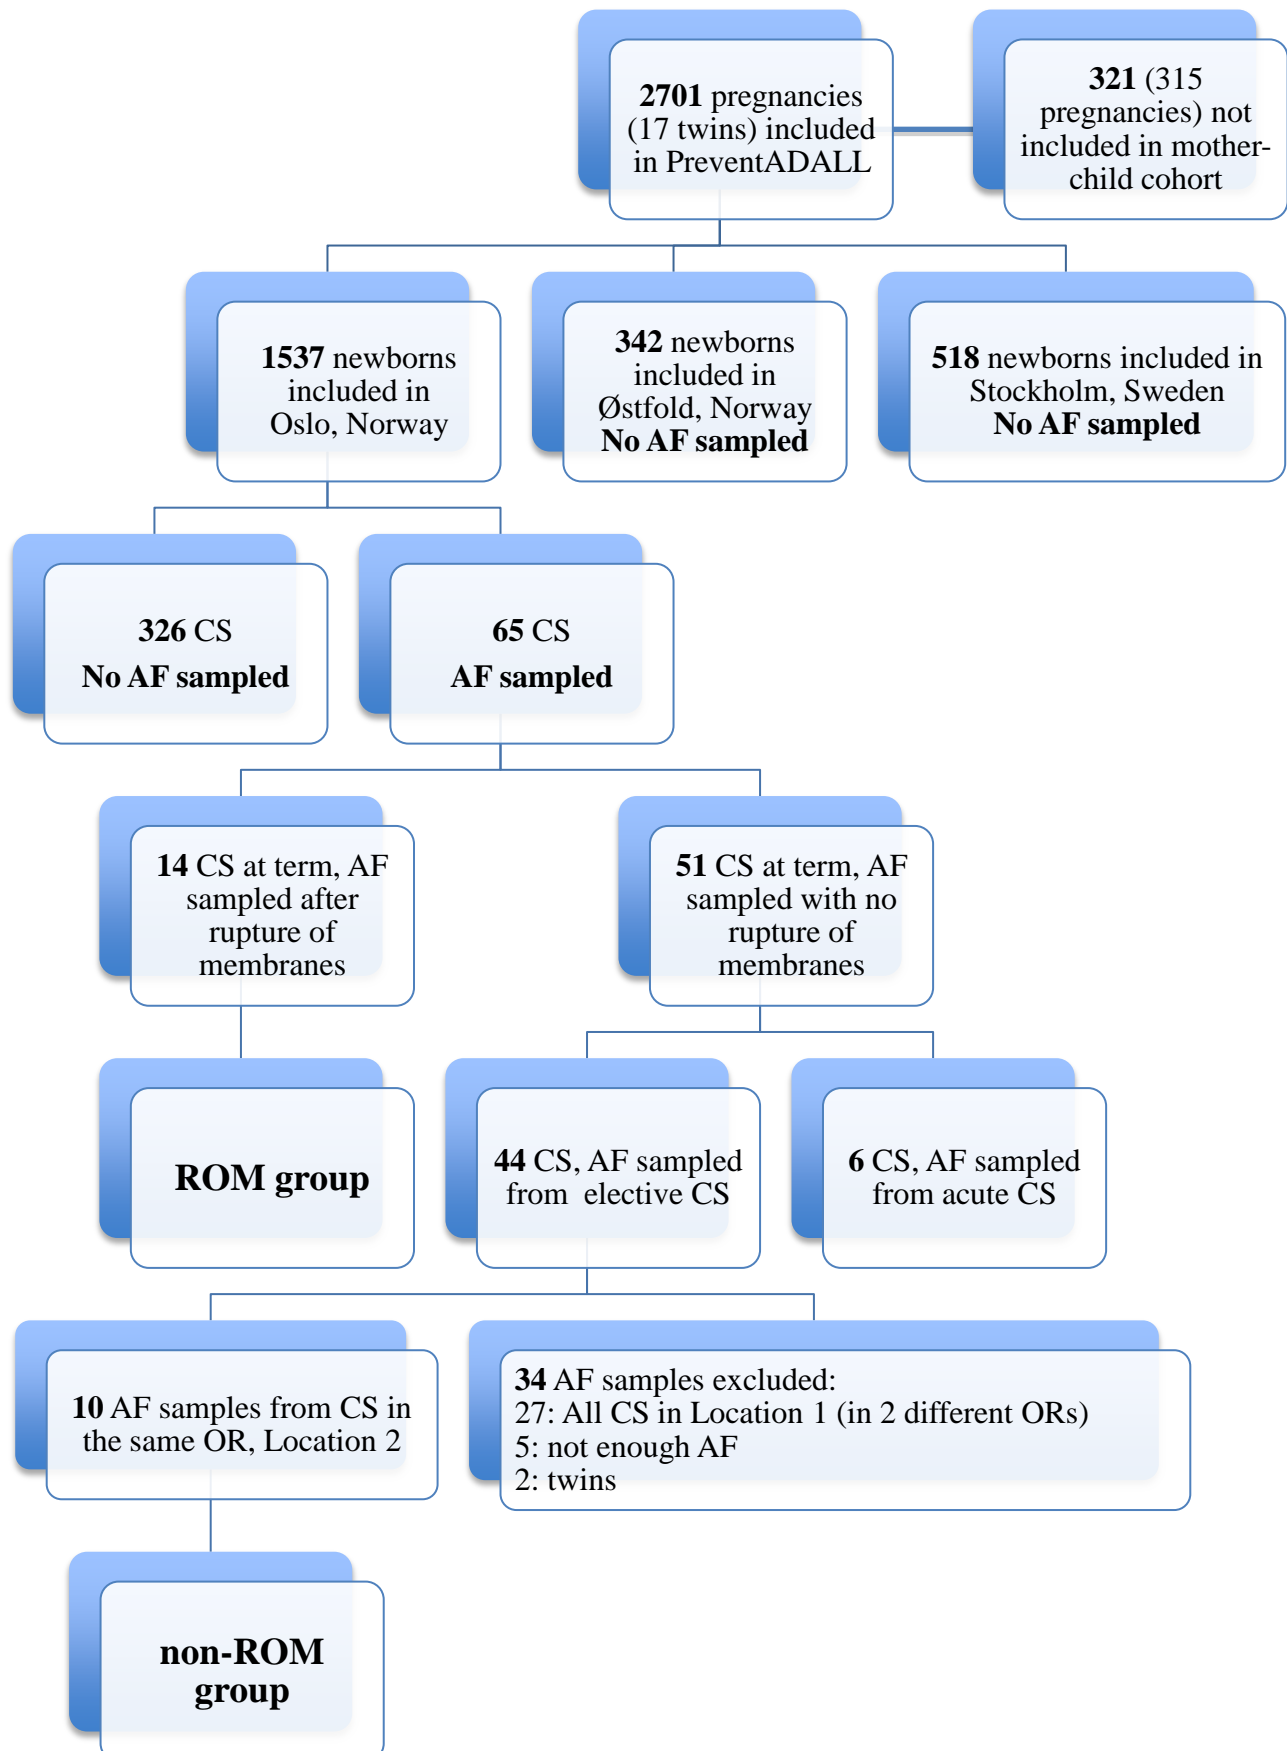 2701 pregnancies
(17 twins) included
in PreventADALL
321 (315
pregnancies) not
included in mother-
child cohort
1537 newborns
included in
Oslo, Norway
342 newborns
included in
Østfold, Norway
No AF sampled
518 newborns included in
Stockholm, Sweden
No AF sampled
326 CS
No AF sampled
65 CS
AF sampled
14 CS at term, AF
sampled after
rupture of
membranes
51 CS at term, AF
sampled with no
rupture of
membranes
ROM group
44 CS, AF sampled
from elective CS
6 CS, AF sampled
from acute CS
10 AF samples from CS in
the same OR, Location 2
34 AF samples excluded:
27: All CS in Location 1 (in 2 different ORs)
5: not enough AF
2: twins
non-ROM
group